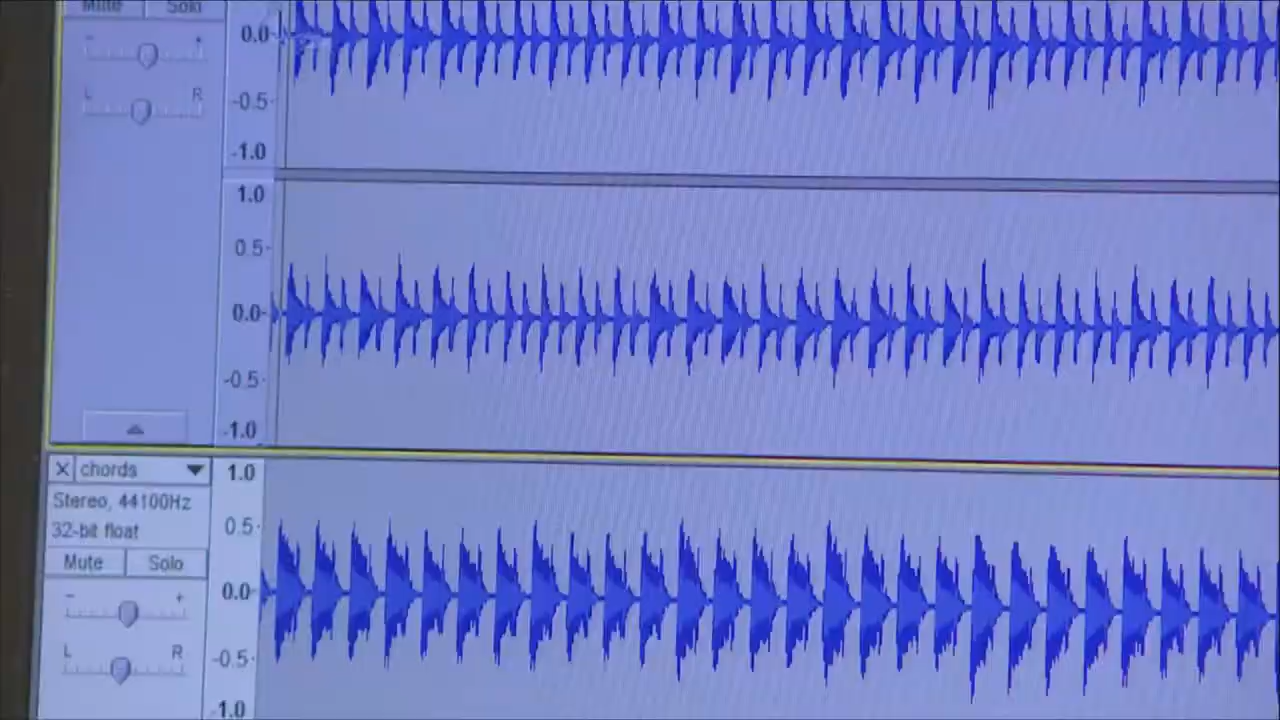 Mute Solo
0.0-
- +
L R
-0.5-
-1.0
1.0
0.5-
0.0-
-0.5-
-1.0
X chords
1.0
Stereo, 44100Hz
0.5-
32-bit float
Mute Solo
- +
0.0-
L R
-0.5-
-1.0